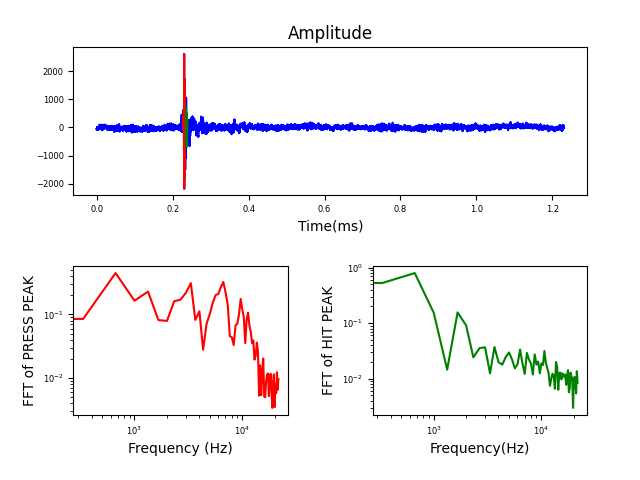 Amplitude
2000
1000
0
−1000
−2000
0.0 0.2 0.4 0.6 0.8 1.0 1.2
Time(ms)
FFT of PRESS PEAK
10⁻¹
10⁻²
10³ 10⁴
Frequency (Hz)
FFT of HIT PEAK
10⁰
10⁻¹
10⁻²
10³ 10⁴
Frequency(Hz)